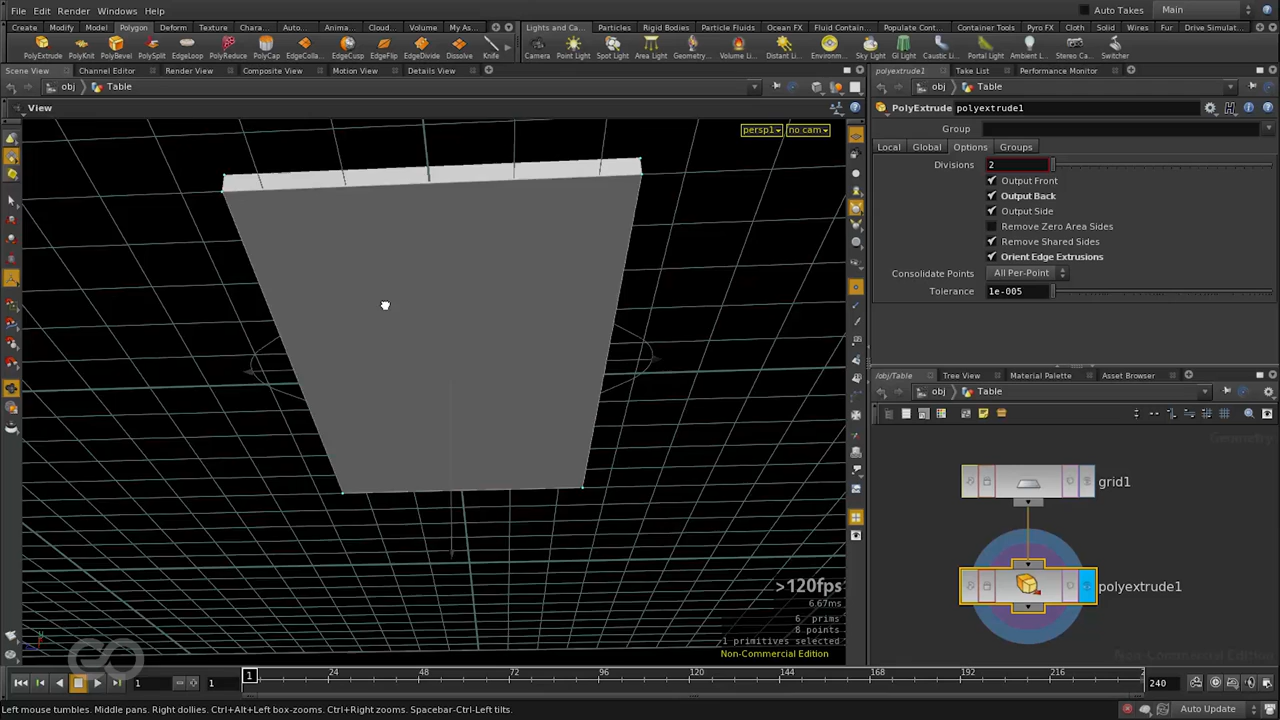 File Edit Render Windows Help
Auto Takes Main
Create Modify Model Polygon Deform Texture Chara... Auto... Anima... Cloud... Volume My As...
Lights and Ca... Particles Rigid Bodies Particle Fluids Ocean FX Fluid Contain... Populate Cont... Container Tools Pyro FX Cloth Solid Wires Fur Drive Simulat...
PolyExtrude PolyKnit PolyBevel PolySplit EdgeCollap... PolyReduce PolyCap EdgeColla... EdgeCusp EdgeFlip EdgeDivide Dissolve Knife
Camera Point Light Spot Light Area Light Geometry... Volume Li... Distant Li... Environm... Sky Light GI Light Caustic Li... Portal Light Ambient L... Stereo Ca... Switcher
Scene View Channel Editor Render View Composite View Motion View Details View
polyextrude1 Take List Performance Monitor
obj Table
obj Table
View
PolyExtrude polyextrude1
persp1 no cam
Group
Local Global Options Groups
Divisions 2
Output Front
Output Back
Output Side
Remove Zero Area Sides
Remove Shared Sides
Orient Edge Extrusions
Consolidate Points All Per-Point
Tolerance 1e-005
/obj/Table Tree View Material Palette Asset Browser
obj Table
Geometry
grid1
polyextrude1
>120fps
6.67ms
6 prims
8 points
1 primitives selected
Non-Commercial Edition
Non-Commercial Edition
1 1 1 24 48 72 96 120 144 168 192 216 240
Left mouse tumbles. Middle pans. Right dollies. Ctrl+Alt+Left box-zooms. Ctrl+Right zooms. Spacebar-Ctrl-Left tilts.
Auto Update